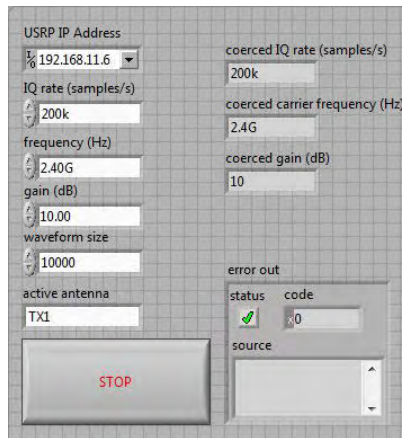 USRP IP Address
192.168.11.6
IQ rate (samples/s)
200k
frequency (Hz)
2.40G
gain (dB)
10.00
waveform size
10000
active antenna
TX1
STOP
coerced IQ rate (samples/s)
200k
coerced carrier frequency (Hz)
2.4G
coerced gain (dB)
10
error out
status code
x0
source